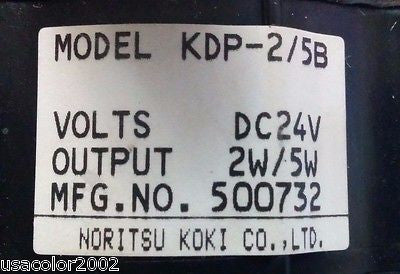 MODEL KDP-2/5B
VOLTS DC24V
OUTPUT 2W/5W
MFG.NO. 500732
NORITSU KOKI CO.,LTD.
usacolor2002